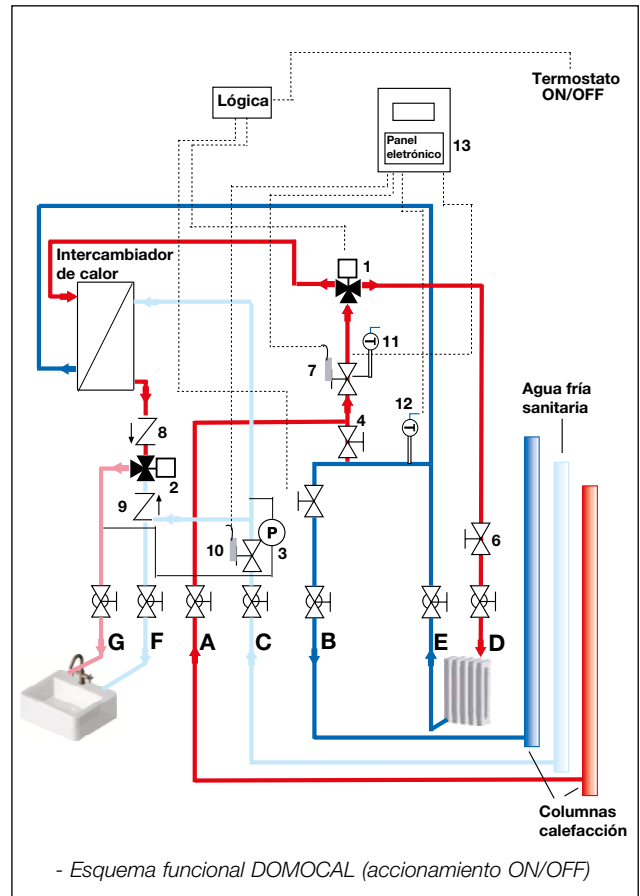 Termostato
ON/OFF
Lógica
Panel
eletrónico
13
1
Intercambiador
de calor
11
7
12
Agua fría
sanitaria
8
4
2
9
P
6
10
3
G
F
A
C
B
E
D
T
T
Columnas
calefacción
- Esquema funcional DOMOCAL (accionamiento ON/OFF)